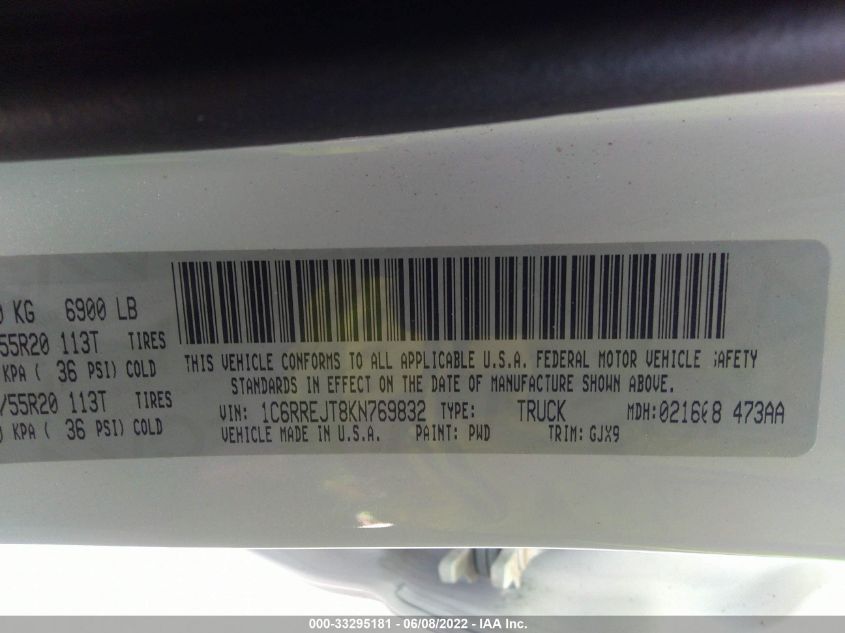 0 KG 6900 LB
55R20 113T TIRES
KPA ( 36 PSI) COLD
/55R20 113T TIRES
0 KPA ( 36 PSI) COLD
THIS VEHICLE CONFORMS TO ALL APPLICABLE U.S.A. FEDERAL MOTOR VEHICLE SAFETY
STANDARDS IN EFFECT ON THE DATE OF MANUFACTURE SHOWN ABOVE.
VIN: 1C6RREJT8KN769832 TYPE: TRUCK MDH: 021608 473AA
VEHICLE MADE IN U.S.A. PAINT: PWD TRIM: GJX9
000-33295181 - 06/08/2022 - IAA Inc.